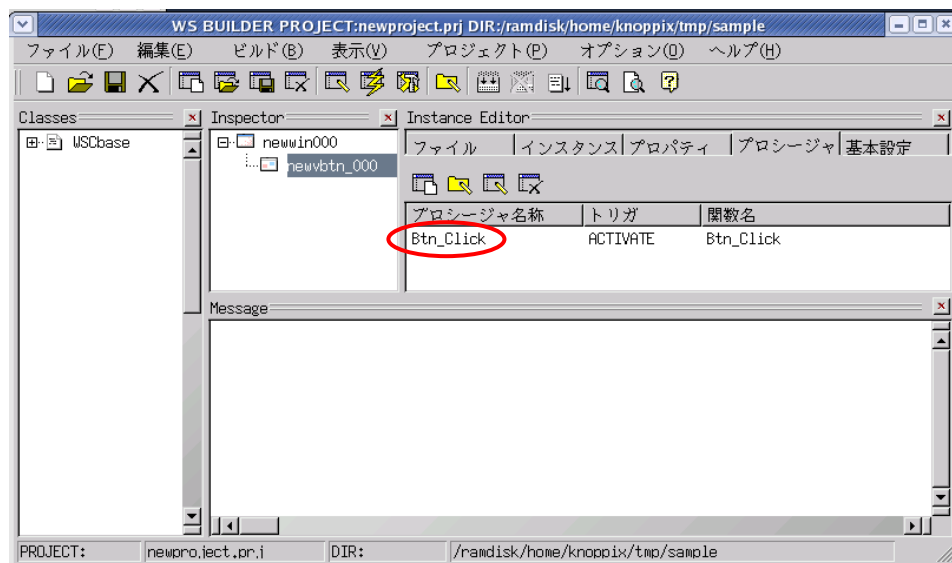 WS BUILDER PROJECT:newproject.prj DIR:/ramdisk/home/knoppix/tmp/sample
ファイル(F) 編集(E) ビルド(B) 表示(V) プロジェクト(P) オプション(O) ヘルプ(H)
Classes Inspector Instance Editor
WSCbase
newwin000
newvbtn_000
ファイル インスタンス プロパティ プロシージャ 基本設定
プロシージャ名称 トリガ 関数名
Btn_Click ACTIVATE Btn_Click
Message
PROJECT: newproject.prj DIR: /ramdisk/home/knoppix/tmp/sample